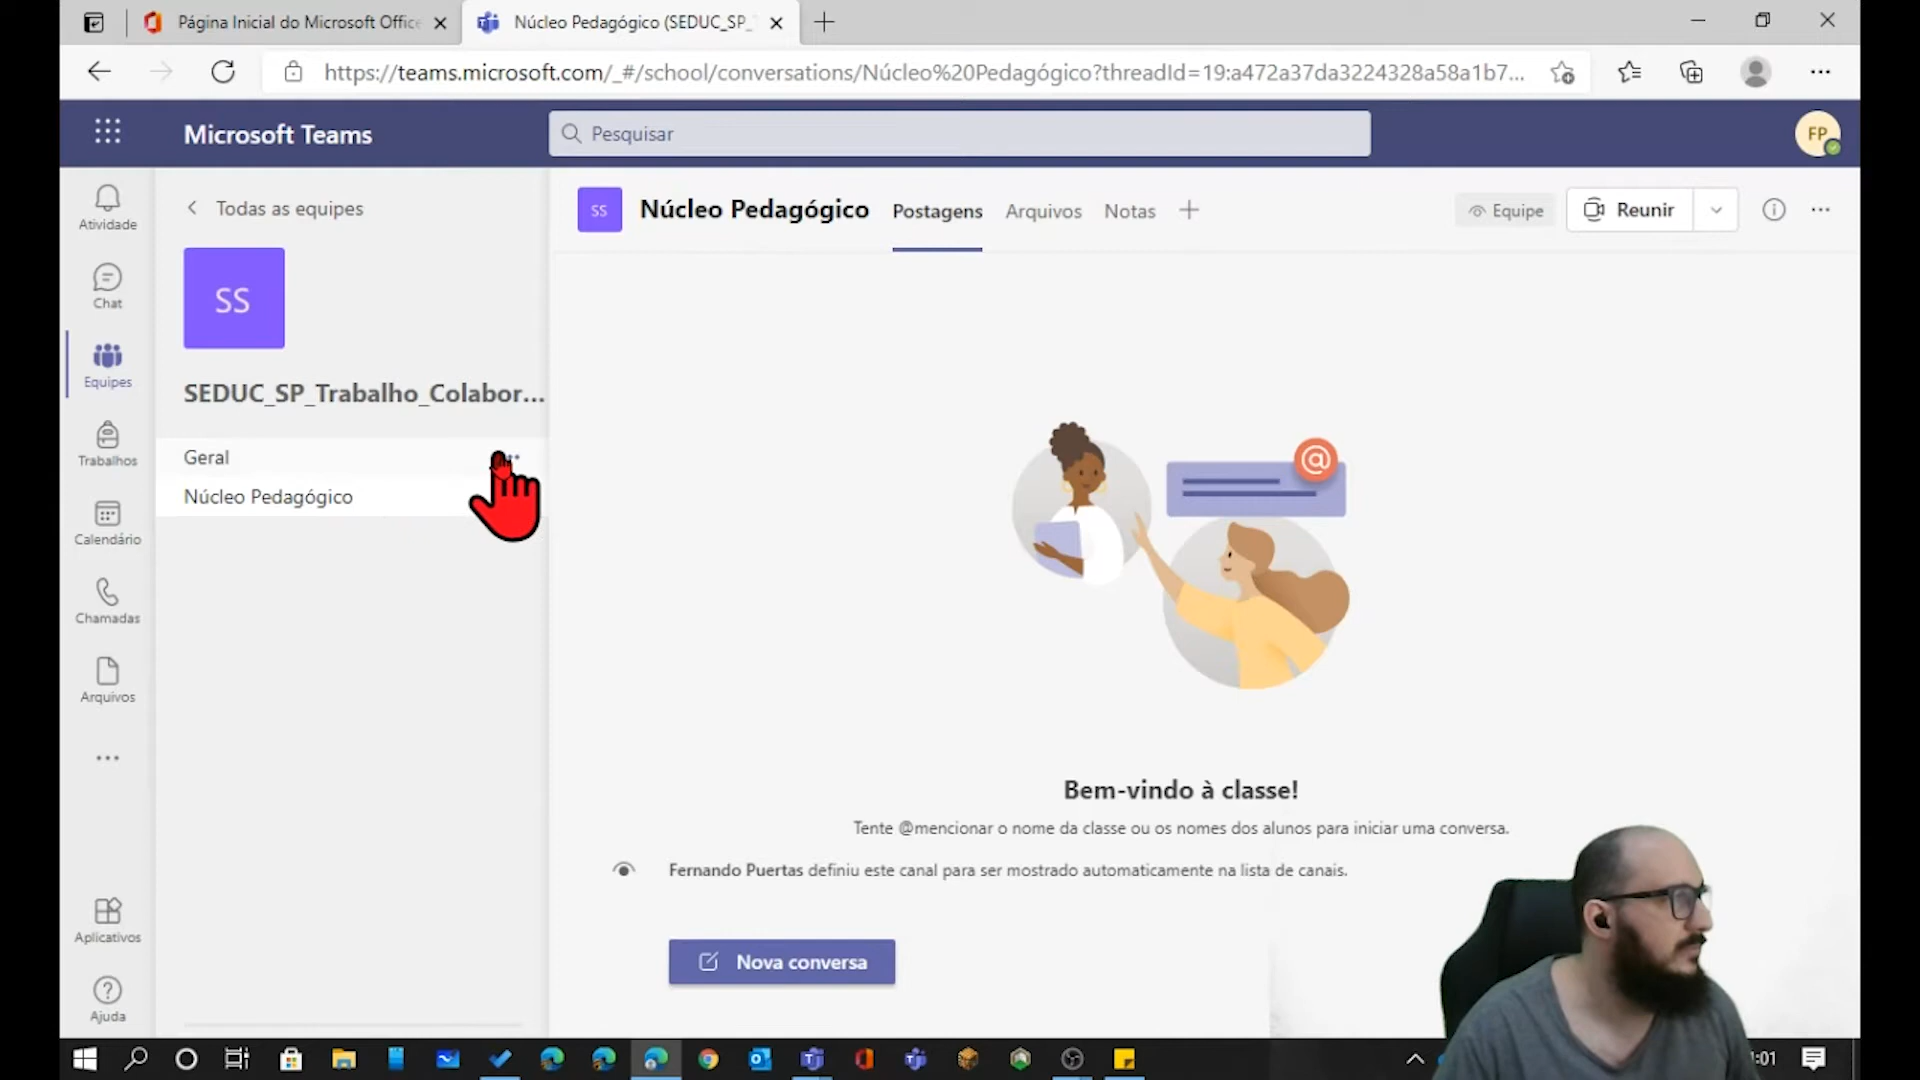 Página Inicial do Microsoft Office
Núcleo Pedagógico (SEDUC_SP_
https://teams.microsoft.com/_#/school/conversations/Núcleo%20Pedagógico?threadId=19:a472a37da3224328a58a1b7...
Microsoft Teams
Pesquisar
FP
Atividade
Chat
Equipes
Trabalhos
Calendário
Chamadas
Arquivos
Aplicativos
Ajuda
Todas as equipes
SS
SEDUC_SP_Trabalho_Colabor...
Geral
Núcleo Pedagógico
SS
Núcleo Pedagógico
Postagens
Arquivos
Notas
Equipe
Reunir
@
Bem-vindo à classe!
Tente @mencionar o nome da classe ou os nomes dos alunos para iniciar uma conversa.
Fernando Puertas definiu este canal para ser mostrado automaticamente na lista de canais.
Nova conversa
:01